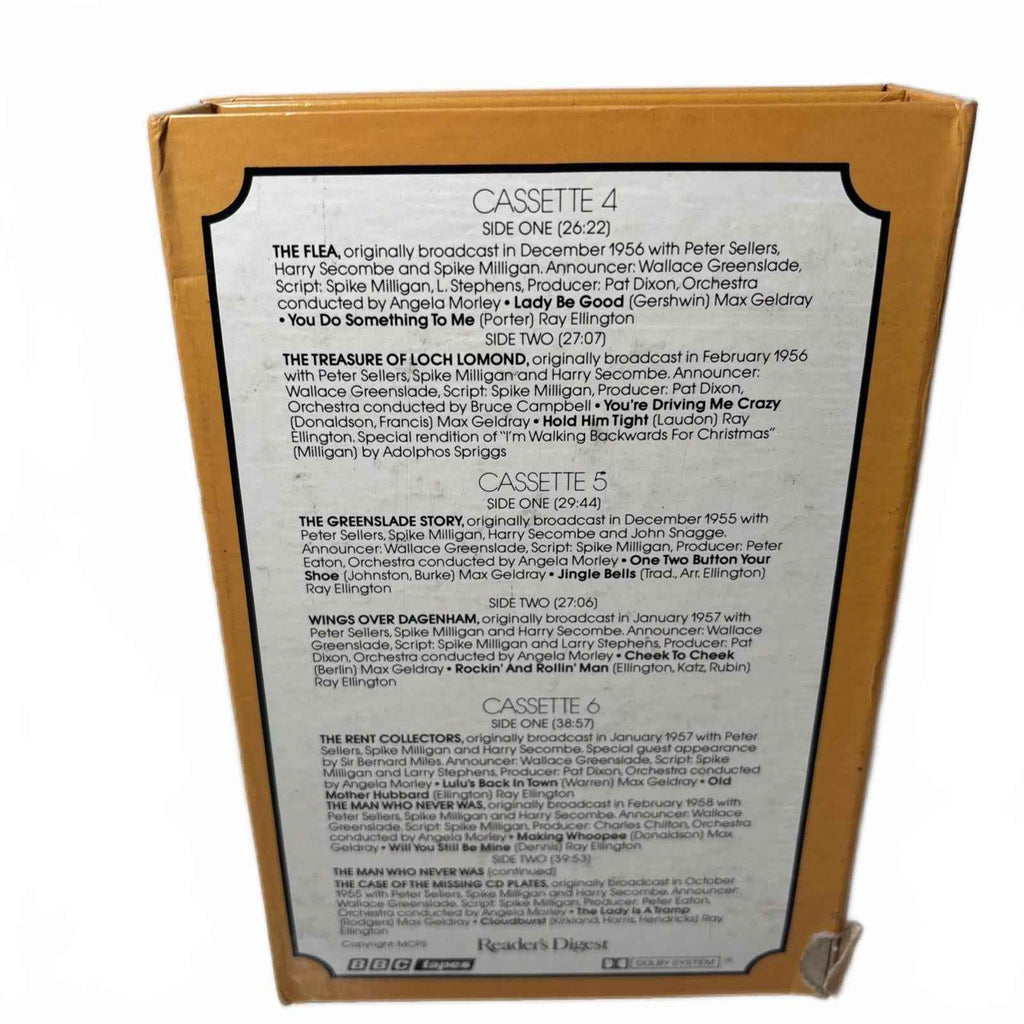 CASSETTE 4
SIDE ONE (26:22)
THE FLEA, originally broadcast in December 1956 with Peter Sellers,
Harry Secombe and Spike Milligan. Announcer: Wallace Greenslade,
Script: Spike Milligan, L. Stephens, Producer: Pat Dixon, Orchestra
conducted by Angela Morley • Lady Be Good (Gershwin) Max Geldray
• You Do Something To Me (Porter) Ray Ellington
SIDE TWO (27:07)
THE TREASURE OF LOCH LOMOND, originally broadcast in February 1956
with Peter Sellers, Spike Milligan and Harry Secombe. Announcer:
Wallace Greenslade, Script: Spike Milligan, Producer: Pat Dixon,
Orchestra conducted by Bruce Campbell • You're Driving Me Crazy
(Donaldson, Francis) Max Geldray • Hold Him Tight (Laudon) Ray
Ellington. Special rendition of "I'm Walking Backwards For Christmas"
(Milligan) by Adolphos Spriggs
CASSETTE 5
SIDE ONE (29:44)
THE GREENSLADE STORY, originally broadcast in December 1955 with
Peter Sellers, Spike Milligan, Harry Secombe and John Snagge.
Announcer: Wallace Greenslade, Script: Spike Milligan, Producer: Peter
Eaton, Orchestra conducted by Angela Morley • One Two Button Your
Shoe (Johnston, Burke) Max Geldray • Jingle Bells (Trad., Arr. Ellington)
Ray Ellington
SIDE TWO (27:06)
WINGS OVER DAGENHAM, originally broadcast in January 1957 with
Peter Sellers, Spike Milligan and Harry Secombe. Announcer: Wallace
Greenslade, Script: Spike Milligan and Larry Stephens, Producer: Pat
Dixon, Orchestra conducted by Angela Morley • Cheek To Cheek
(Berlin) Max Geldray • Rockin' And Rollin' Man (Ellington, Katz, Rubin)
Ray Ellington
CASSETTE 6
SIDE ONE (38:57)
THE RENT COLLECTORS, originally broadcast in January 1957 with Peter
Sellers, Spike Milligan and Harry Secombe. Special guest appearance
by Sir Bernard Miles. Announcer: Wallace Greenslade, Script: Spike
Milligan and Larry Stephens, Producer: Pat Dixon, Orchestra conducted
by Angela Morley • Lulu's Back In Town (Warren) Max Geldray • Old
Mother Hubbard (Ellington) Ray Ellington
THE MAN WHO NEVER WAS, originally broadcast in February 1958 with
Peter Sellers, Spike Milligan and Harry Secombe. Announcer: Wallace
Greenslade, Script: Spike Milligan, Producer: Charles Chilton, Orchestra
conducted by Angela Morley • Making Whoopee (Donaldson) Max
Geldray • Will You Still Be Mine (Dennis) Ray Ellington
SIDE TWO (39:53)
THE MAN WHO NEVER WAS (continued)
THE CASE OF THE MISSING CD PLATES, originally broadcast in October
1955 with Peter Sellers, Spike Milligan and Harry Secombe. Announcer:
Wallace Greenslade, Script: Spike Milligan, Producer: Peter Eaton,
Orchestra conducted by Angela Morley • The Lady Is A Tramp
(Rodgers) Max Geldray • Cloudburst (Kirkland, Harris, Hendricks) Ray
Ellington
Copyright MCPS Reader's Digest
BBC tapes DOLBY SYSTEM ®